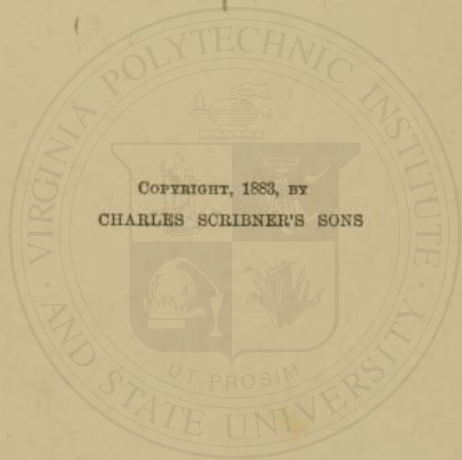 COPYRIGHT, 1883, BY
CHARLES SCRIBNER'S SONS
VIRGINIA POLYTECHNIC INSTITUTE
· AND STATE UNIVERSITY ·
UT PROSIM